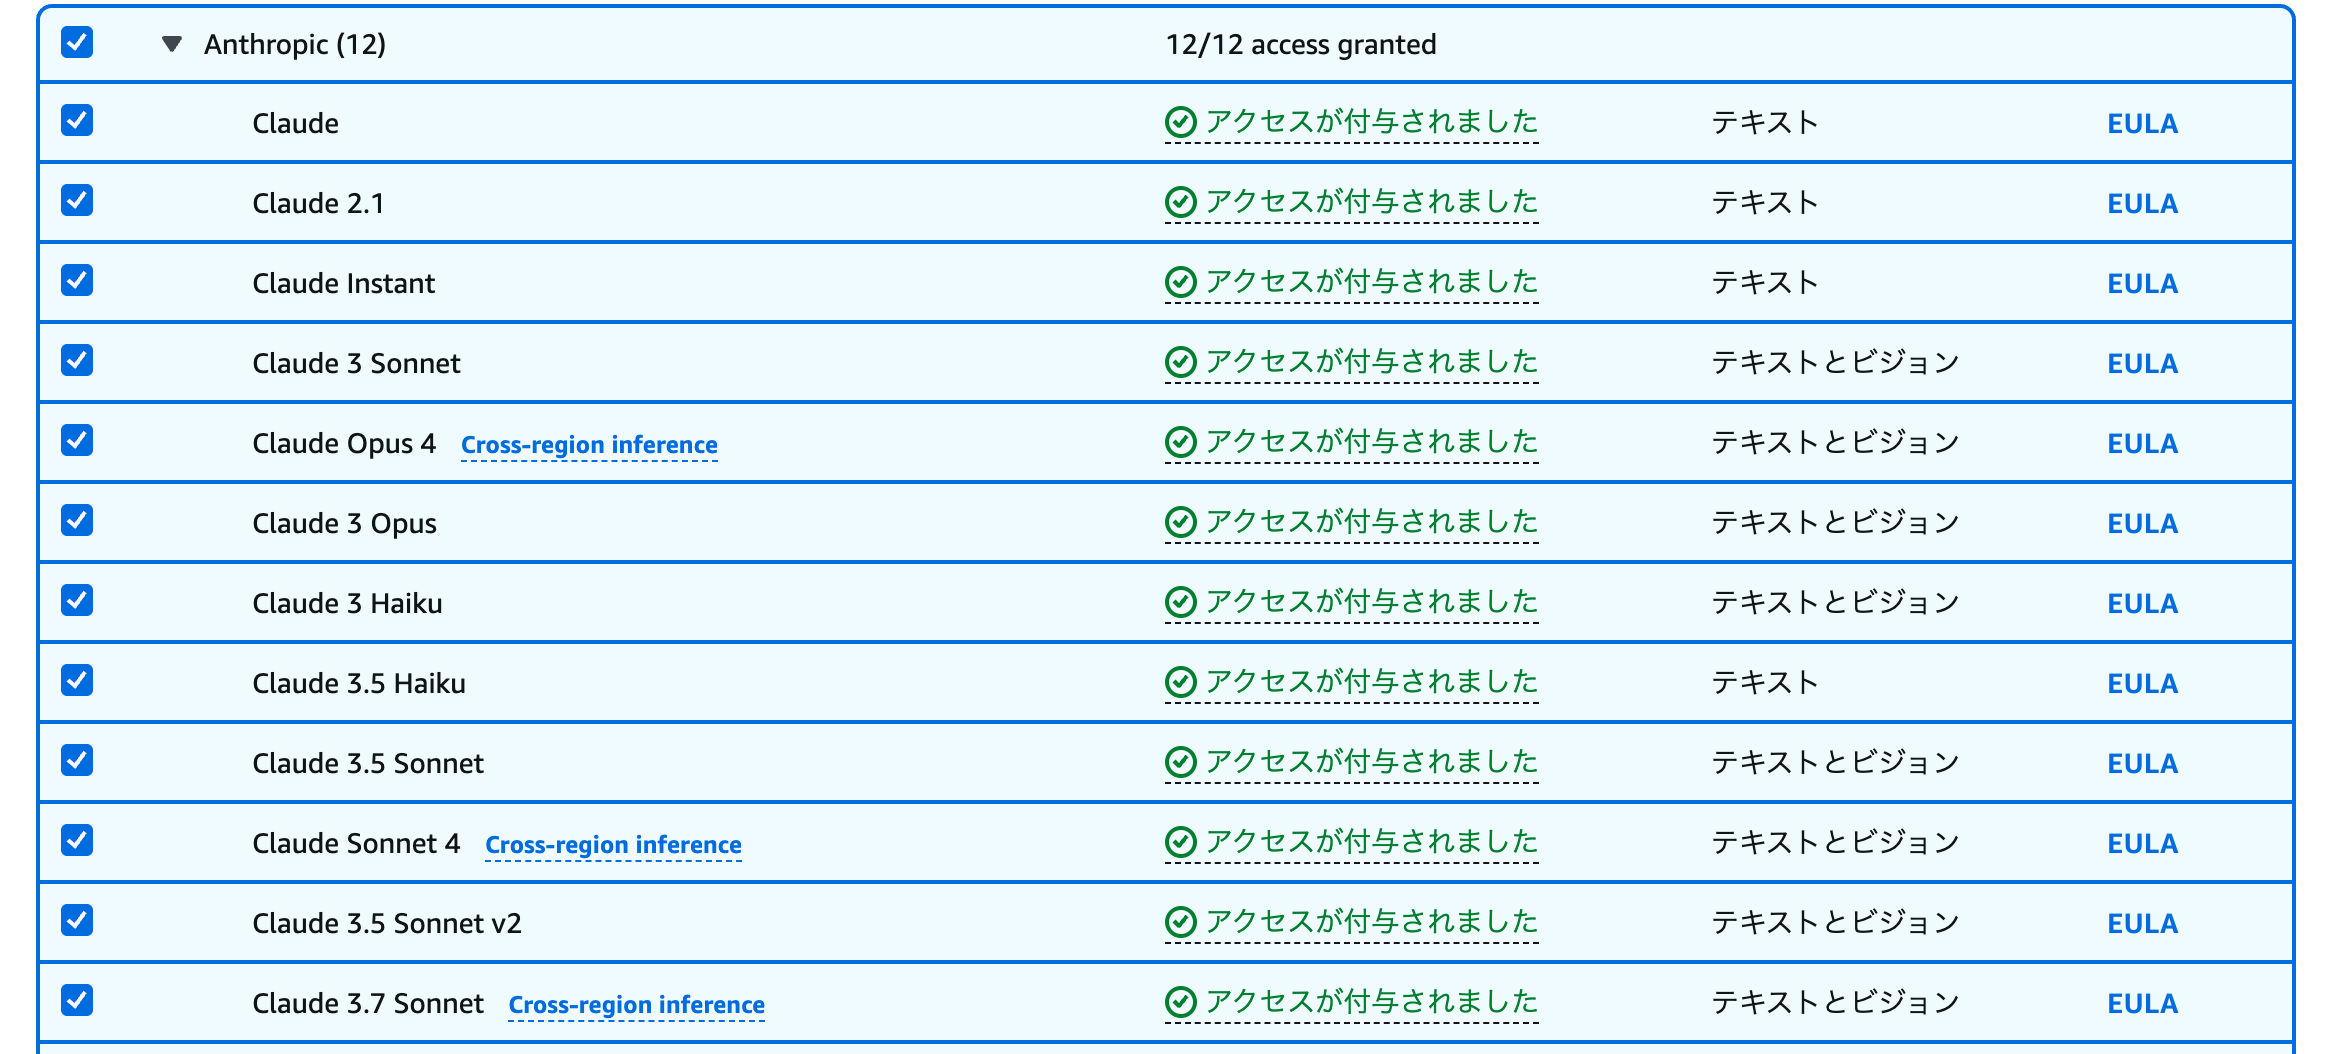 Anthropic (12) 12/12 access granted
Claude アクセスが付与されました テキスト EULA
Claude 2.1 アクセスが付与されました テキスト EULA
Claude Instant アクセスが付与されました テキスト EULA
Claude 3 Sonnet アクセスが付与されました テキストとビジョン EULA
Claude Opus 4 Cross-region inference アクセスが付与されました テキストとビジョン EULA
Claude 3 Opus アクセスが付与されました テキストとビジョン EULA
Claude 3 Haiku アクセスが付与されました テキストとビジョン EULA
Claude 3.5 Haiku アクセスが付与されました テキスト EULA
Claude 3.5 Sonnet アクセスが付与されました テキストとビジョン EULA
Claude Sonnet 4 Cross-region inference アクセスが付与されました テキストとビジョン EULA
Claude 3.5 Sonnet v2 アクセスが付与されました テキストとビジョン EULA
Claude 3.7 Sonnet Cross-region inference アクセスが付与されました テキストとビジョン EULA